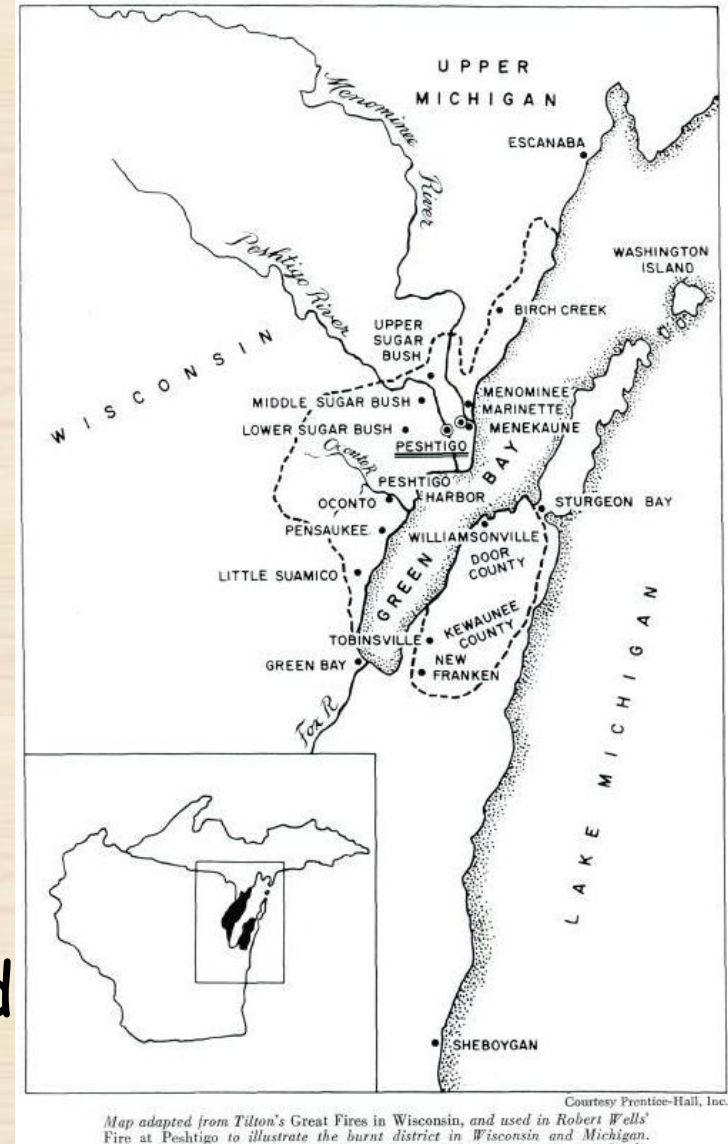 UPPER
MICHIGAN
Menominee
River
ESCANABA
Peshtigo River
WASHINGTON
ISLAND
BIRCH CREEK
UPPER
SUGAR
BUSH
WISCONSIN
MIDDLE SUGAR BUSH
MENOMINEE
MARINETTE
LOWER SUGAR BUSH
MENEKAUNE
PESHTIGO
PESHTIGO
HARBOR
OCONTO
STURGEON BAY
PENSAUKEE
WILLIAMSONVILLE
DOOR
COUNTY
GREEN BAY
LITTLE SUAMICO
KEWAUNEE
COUNTY
TOBINSVILLE
GREEN BAY
NEW
FRANKEN
Fox R
LAKE MICHIGAN
d
SHEBOYGAN
Courtesy Prentice-Hall, Inc.
Map adapted from Tilton's Great Fires in Wisconsin, and used in Robert Wells'
Fire at Peshtigo to illustrate the burnt district in Wisconsin and Michigan.